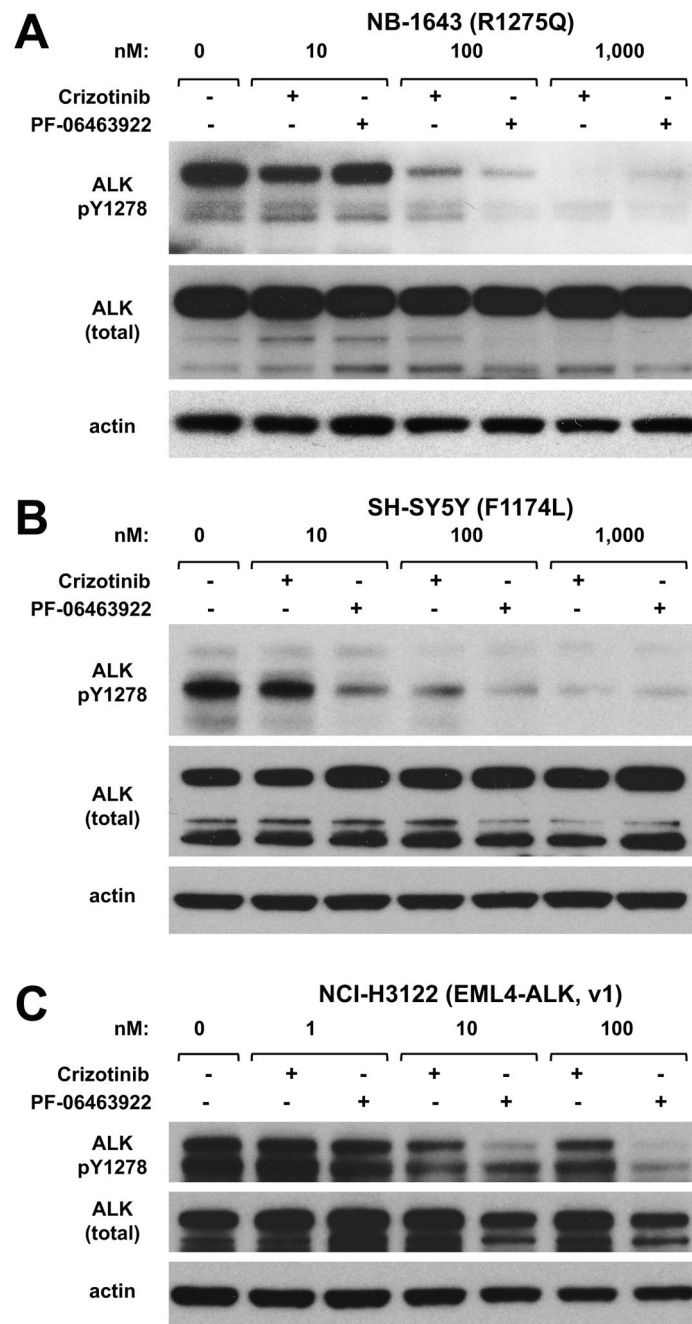 A
NB-1643 (R1275Q)
nM: 0 10 100 1,000
Crizotinib - + - + - + -
PF-06463922 - - + - + - +
ALK
pY1278
ALK
(total)
actin
B
SH-SY5Y (F1174L)
nM: 0 10 100 1,000
Crizotinib - + - + - + -
PF-06463922 - - + - + - +
ALK
pY1278
ALK
(total)
actin
C
NCI-H3122 (EML4-ALK, v1)
nM: 0 1 10 100
Crizotinib - + - + - + -
PF-06463922 - - + - + - +
ALK
pY1278
ALK
(total)
actin